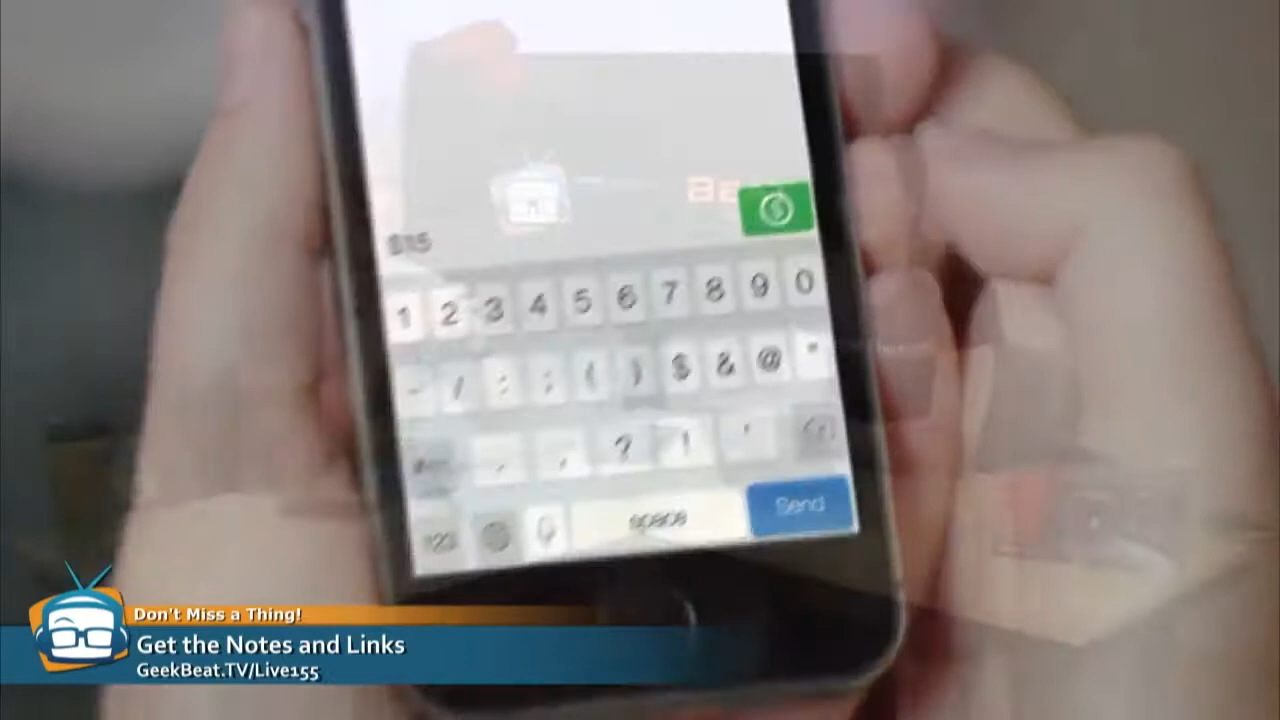 $15
1 2 3 4 5 6 7 8 9 0
- / : ; ( ) $ & @ "
. , ? ! '
123 space Send
Don't Miss a Thing!
Get the Notes and Links
GeekBeat.TV/Live155